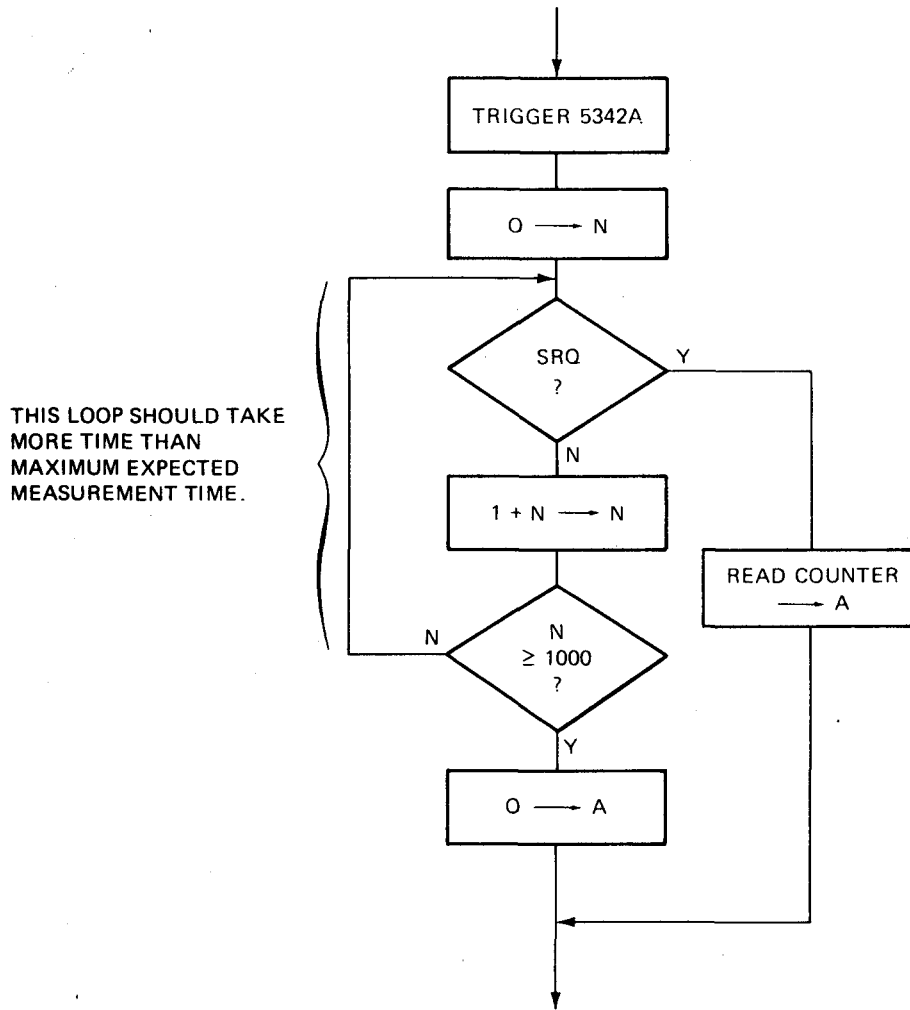 TRIGGER 5342A
O → N
SRQ
?
Y
N
THIS LOOP SHOULD TAKE
MORE TIME THAN
MAXIMUM EXPECTED
MEASUREMENT TIME.
1 + N → N
READ COUNTER
→ A
N
N
≥ 1000
?
Y
O → A